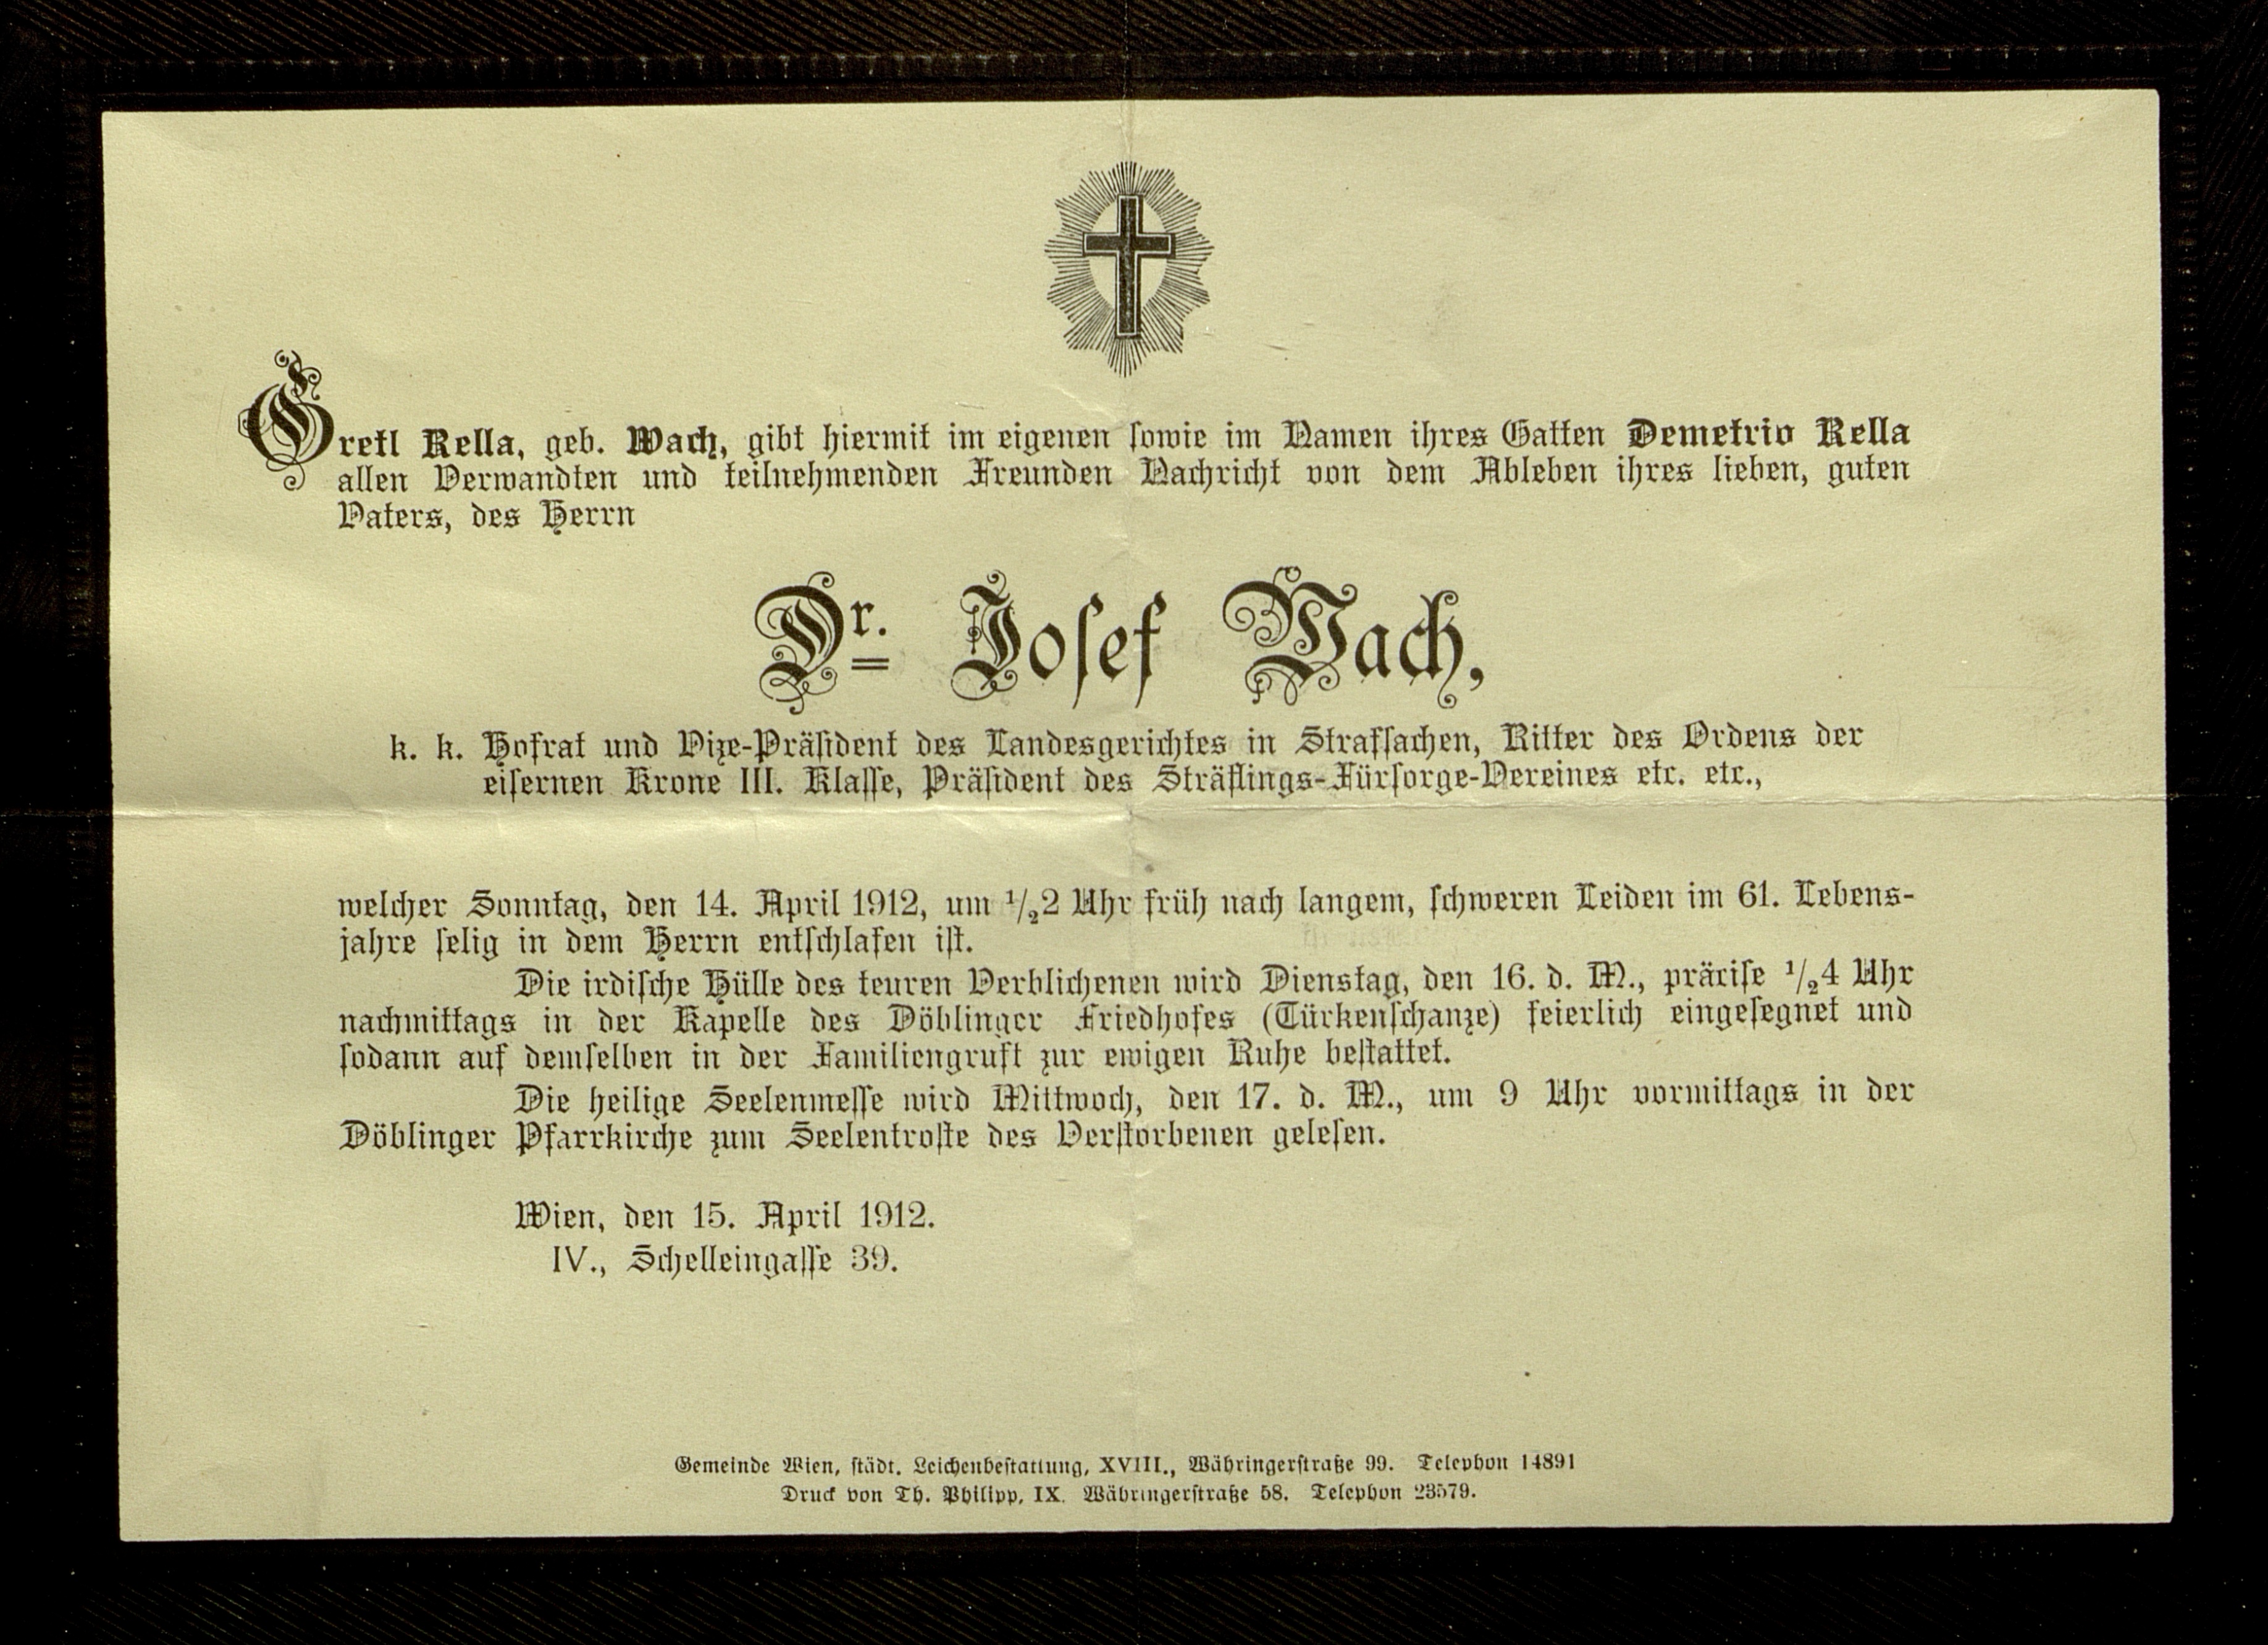 Gretl Rella, geb. Wach, gibt hiermit im eigenen sowie im Namen ihres Gatten Demetrio Rella
allen Verwandten und teilnehmenden Freunden Nachricht von dem Ableben ihres lieben, guten
Vaters, des Herrn
Dr. Josef Wach,
k. k. Hofrat und Vize-Präsident des Landesgerichtes in Strafsachen, Ritter des Ordens der
eisernen Krone III. Klasse, Präsident des Sträflings-Fürsorge-Vereines etc. etc.,
welcher Sonntag, den 14. April 1912, um 1/2 2 Uhr früh nach langem, schweren Leiden im 61. Lebens-
jahre selig in dem Herrn entschlafen ist.
Die irdische Hülle des teuren Verblichenen wird Dienstag, den 16. d. M., präcise 1/2 4 Uhr
nachmittags in der Kapelle des Döblinger Friedhofes (Türkenschanze) feierlich eingesegnet und
sodann auf demselben in der Familiengruft zur ewigen Ruhe bestattet.
Die heilige Seelenmesse wird Mittwoch, den 17. d. M., um 9 Uhr vormittags in der
Döblinger Pfarrkirche zum Seelentroste des Verstorbenen gelesen.
Wien, den 15. April 1912.
IV., Schelleingasse 39.
Gemeinde Wien, städt. Leichenbestattung, XVIII., Währingerstraße 99. Telephon 14891
Druck von Th. Philipp, IX. Währingerstraße 58. Telephon 23579.